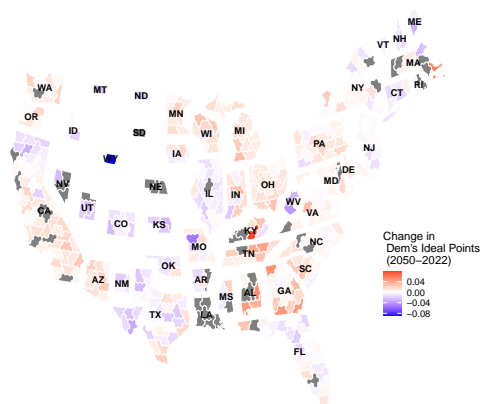 ME
VT NH
WA
MA
MT
NY
RI
ND
CT
OR
MN
ID
SD
WI
MI
PA
NJ
WY
IA
DE
NV
NE
OH
MD
UT
IL
IN
WV
CA
VA
CO
KS
KY
NC
MO
TN
OK
SC
AZ
NM
AR
AL
GA
MS
TX
LA
FL
Change in
Dem's Ideal Points
(2050−2022)
0.04
0.00
−0.04
−0.08